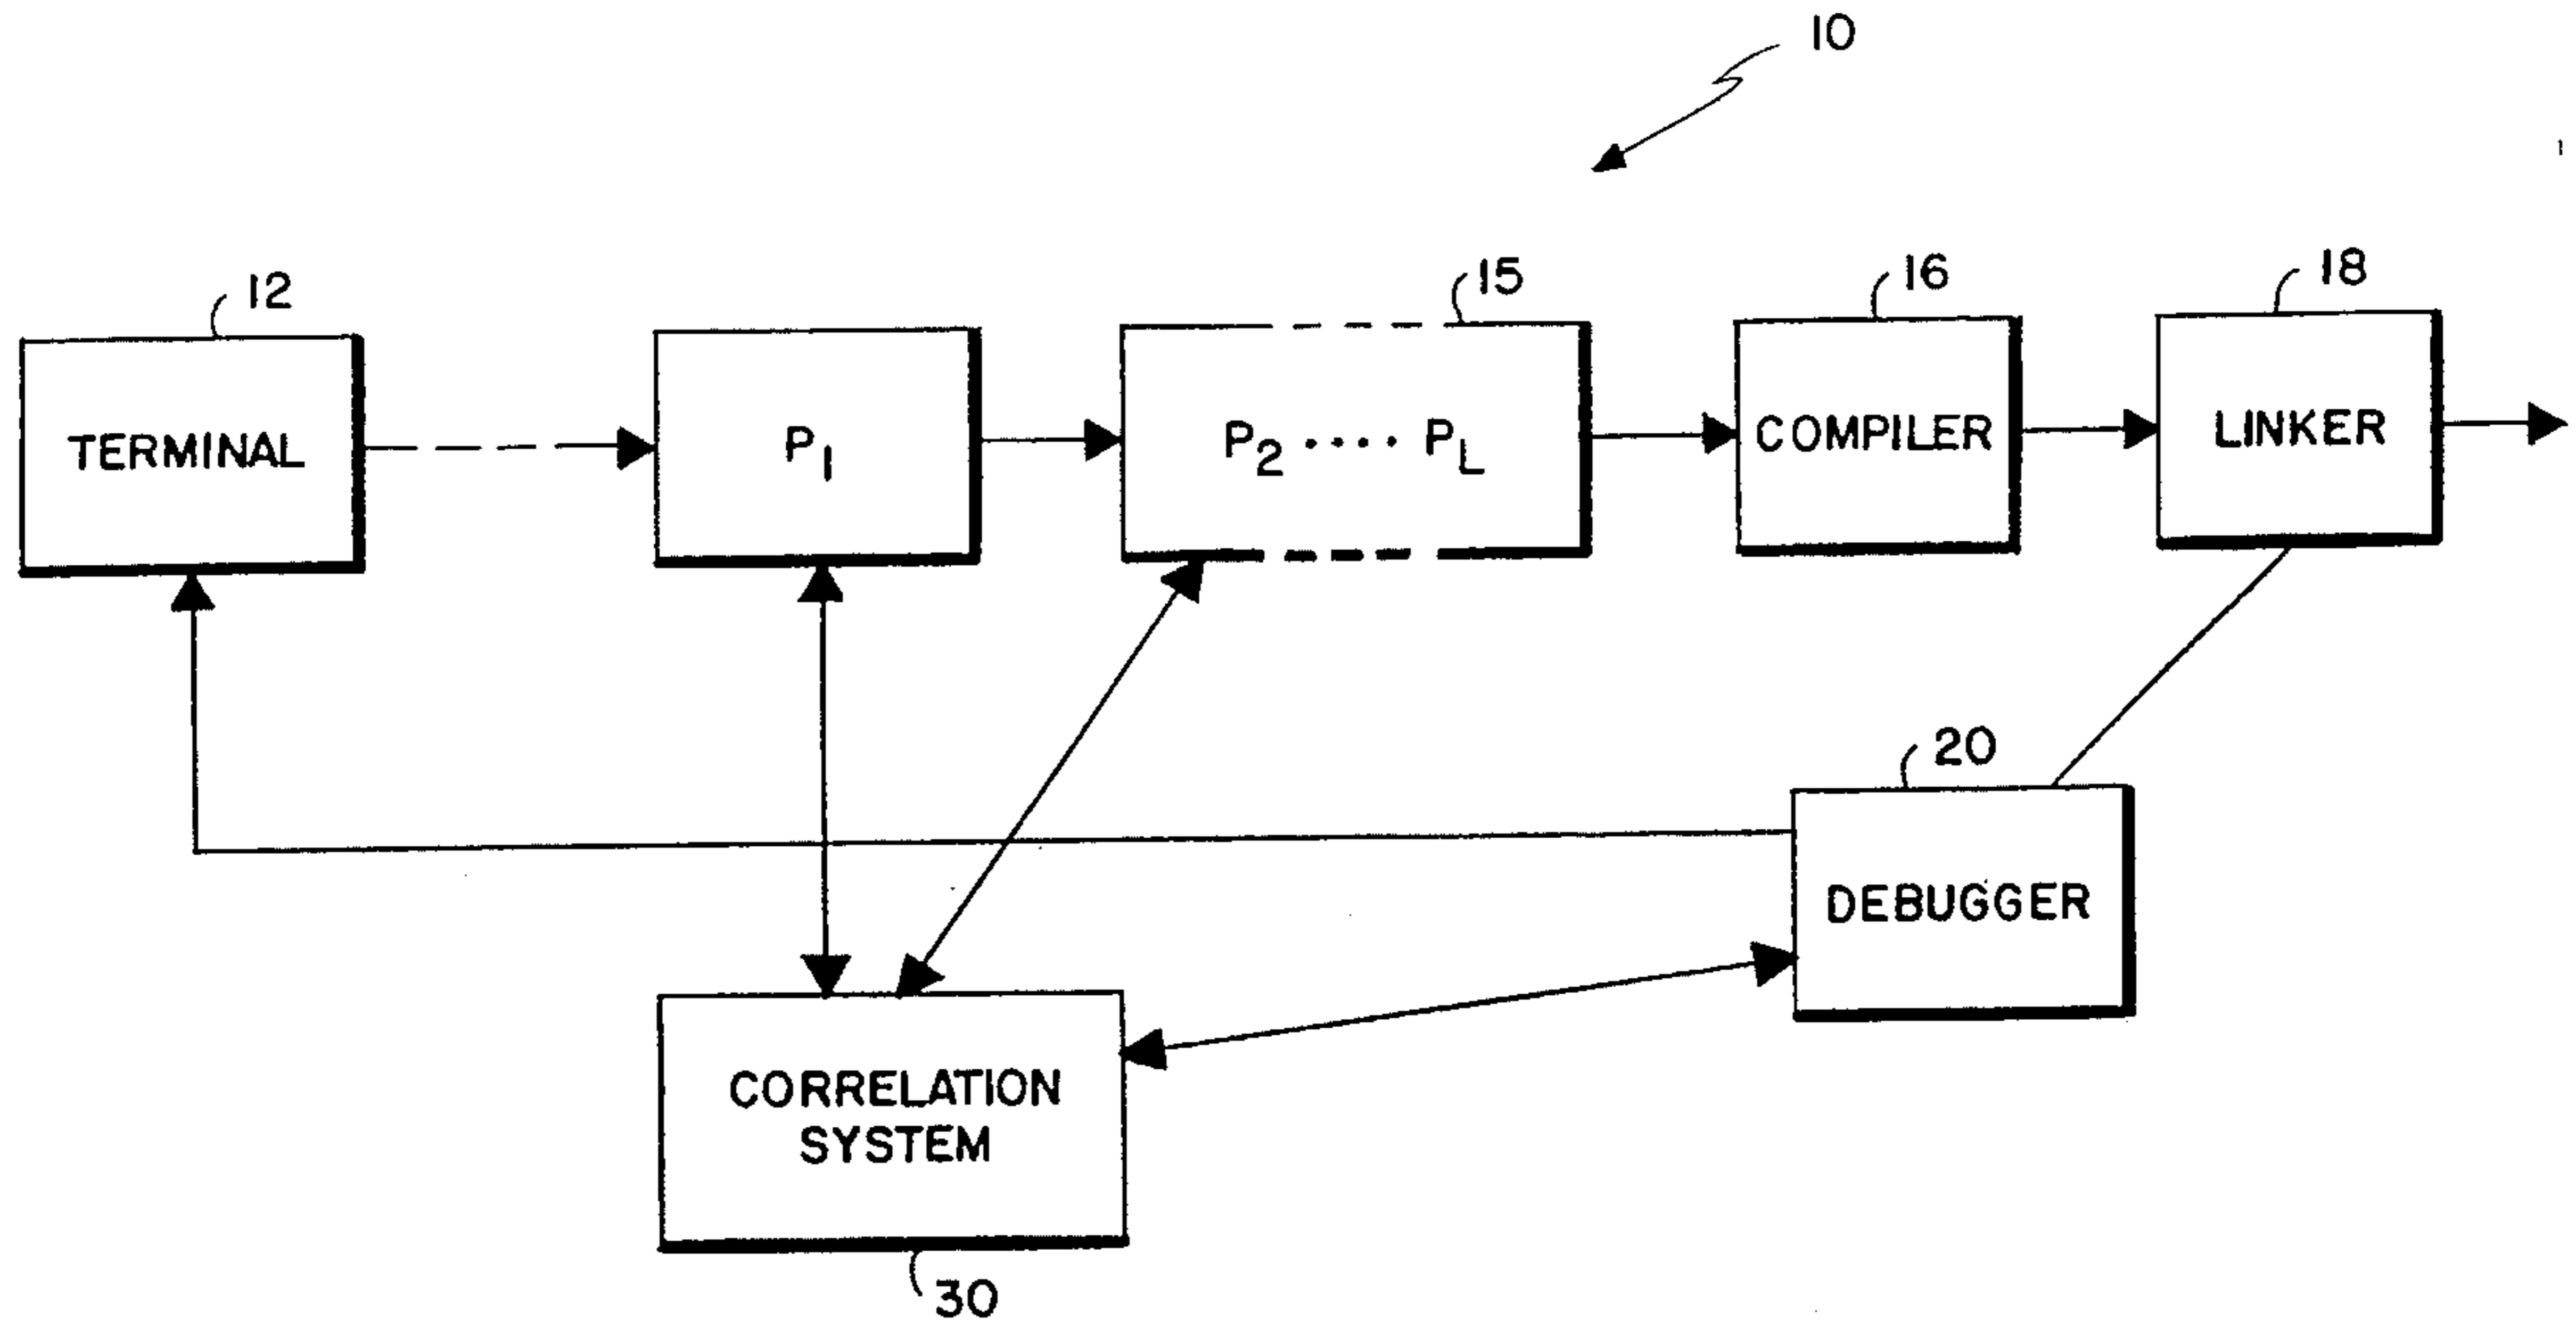 10
12
15
16
18
TERMINAL
P1
P2 .... PL
COMPILER
LINKER
20
DEBUGGER
CORRELATION
SYSTEM
30